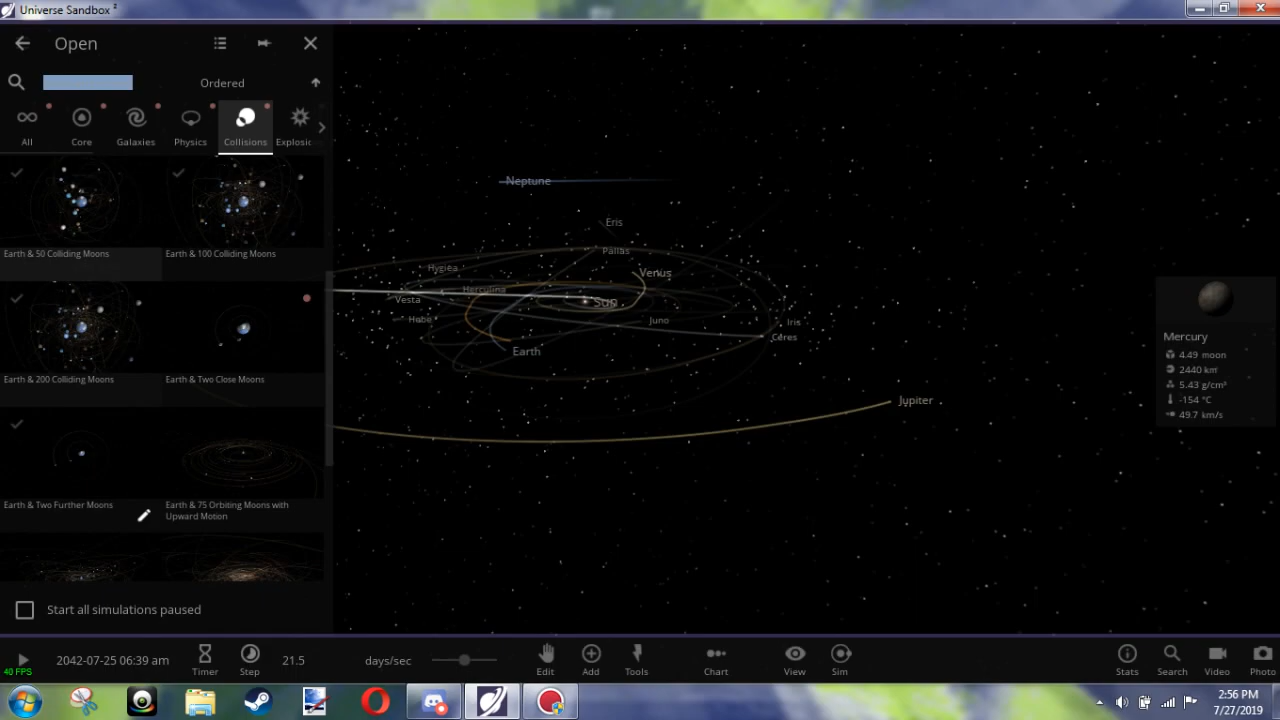 Universe Sandbox ²
Open
Ordered
All
Core
Galaxies
Physics
Collisions
Explosic
Earth & 50 Colliding Moons
Earth & 100 Colliding Moons
Earth & 200 Colliding Moons
Earth & Two Close Moons
Earth & Two Further Moons
Earth & 75 Orbiting Moons with
Upward Motion
Start all simulations paused
Neptune
Eris
Pallas
Hygiea
Venus
Herculina
Vesta
Sun
Hebe
Juno
Iris
Ceres
Earth
Jupiter
Mercury
4.49 moon
2440 km
5.43 g/cm³
-154 °C
49.7 km/s
40 FPS
2042-07-25 06:39 am
Timer
Step
21.5
days/sec
Edit
Add
Tools
Chart
View
Sim
Stats
Search
Video
Photo
2:56 PM
7/27/2019